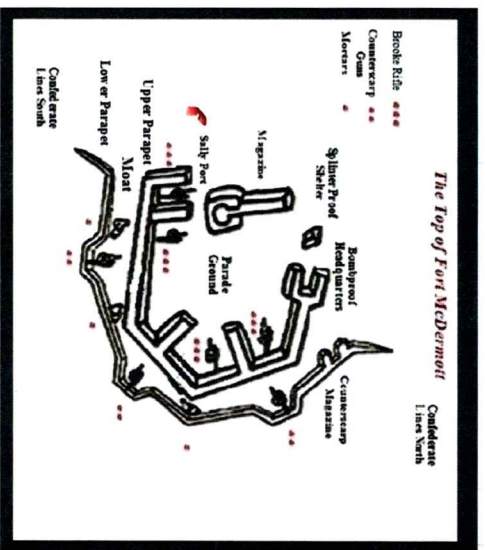 The Top of Fort McDermott
Brooke Rifle
Counterscarp
Guns
Mortars
Confederate
Lines North
Splinter Proof
Shelter
Bombproof
Headquarters
Counterscarp
Magazine
Magazine
Sally Port
Parade
Ground
Upper Parapet
Moat
Lower Parapet
Confederate
Lines South